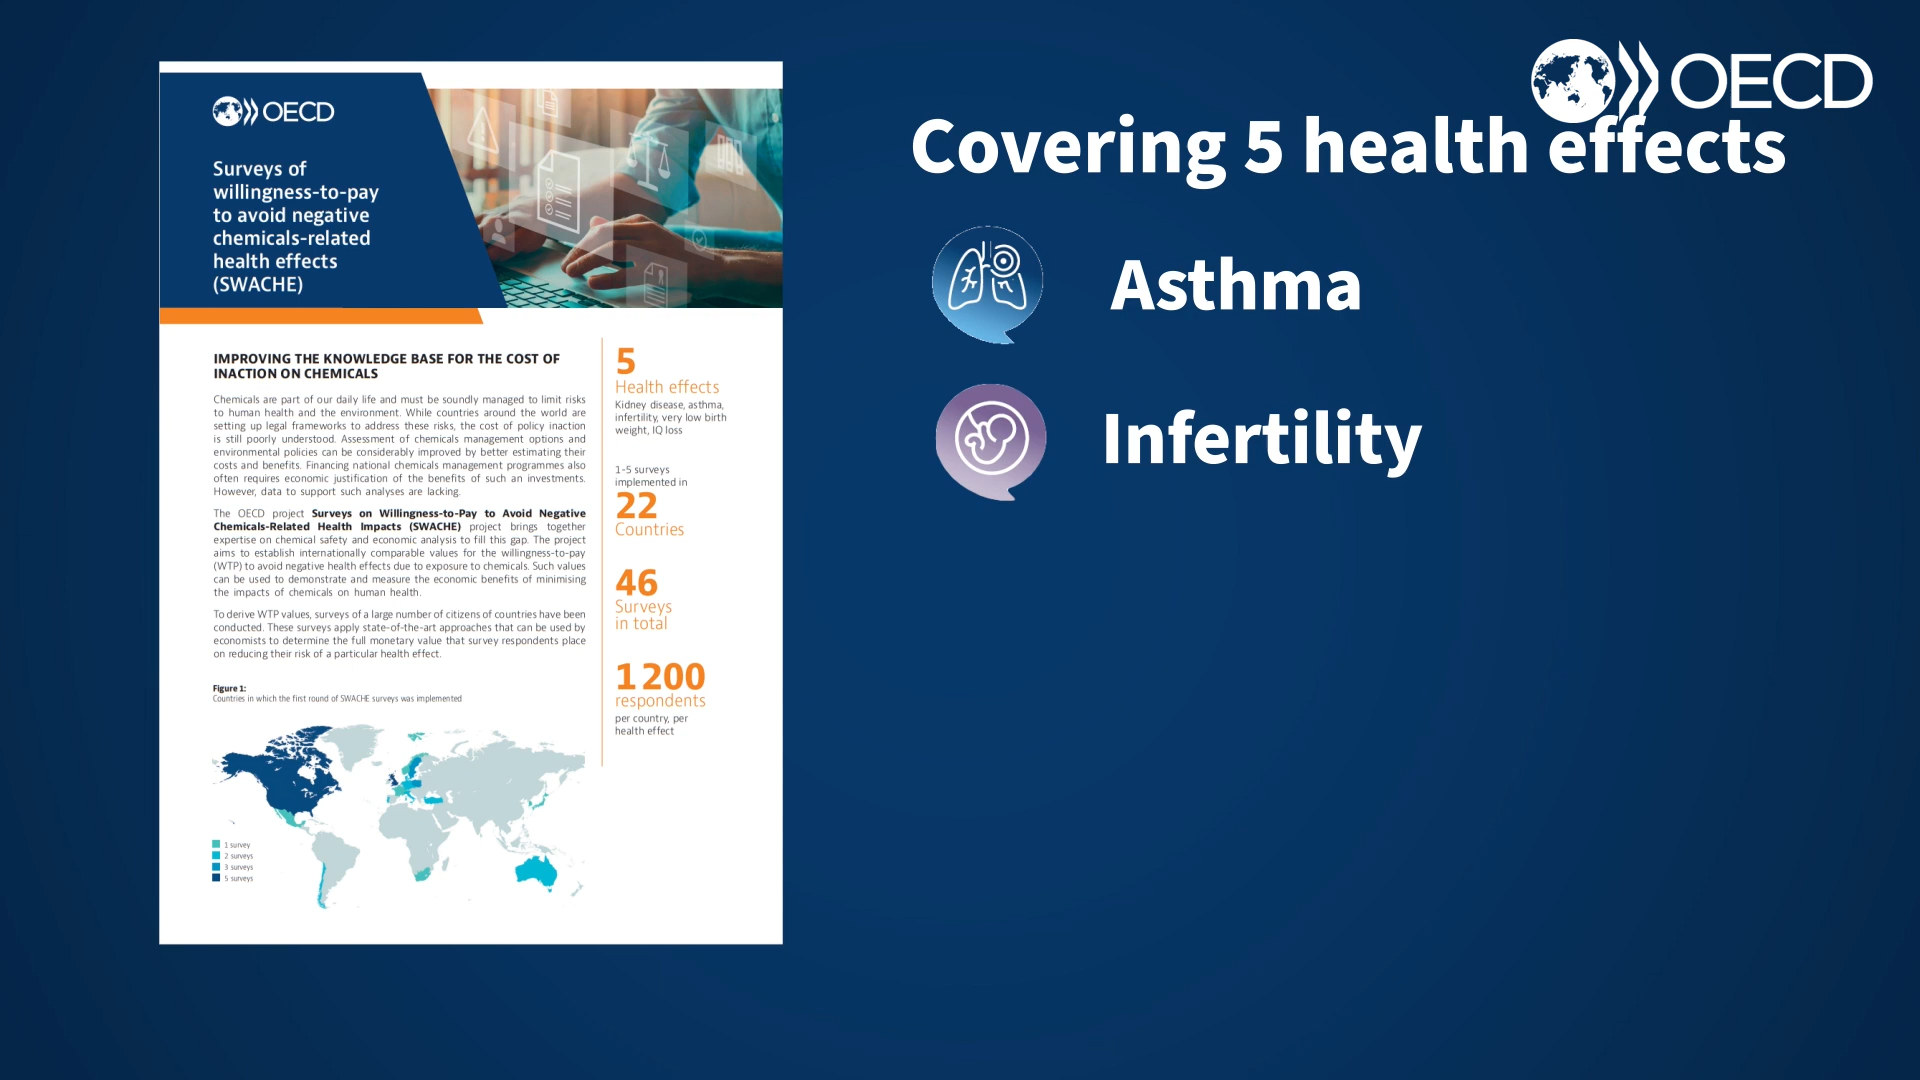 OECD
Surveys of
willingness-to-pay
to avoid negative
chemicals-related
health effects
(SWACHE)
IMPROVING THE KNOWLEDGE BASE FOR THE COST OF
INACTION ON CHEMICALS
Chemicals are part of our daily life and must be soundly managed to limit risks
to human health and the environment. While countries around the world are
setting up legal frameworks to address these risks, the cost of policy inaction
is still poorly understood. Assessment of chemicals management options and
environmental policies can be considerably improved by better estimating their
costs and benefits. Financing national chemicals management programmes also
often requires economic justification of the benefits of such an investments.
However, data to support such analyses are lacking.
The OECD project Surveys on Willingness-to-Pay to Avoid Negative
Chemicals-Related Health Impacts (SWACHE) project brings together
expertise on chemical safety and economic analysis to fill this gap. The project
aims to establish internationally comparable values for the willingness-to-pay
(WTP) to avoid negative health effects due to exposure to chemicals. Such values
can be used to demonstrate and measure the economic benefits of minimising
the impacts of chemicals on human health.
To derive WTP values, surveys of a large number of citizens of countries have been
conducted. These surveys apply state-of-the-art approaches that can be used by
economists to determine the full monetary value that survey respondents place
on reducing their risk of a particular health effect.
Figure 1:
Countries in which the first round of SWACHE surveys was implemented
1 survey
2 surveys
3 surveys
5 surveys
5
Health effects
Kidney disease, asthma,
infertility, very low birth
weight, IQ loss
1-5 surveys
implemented in
22
Countries
46
Surveys
in total
1 200
respondents
per country, per
health effect
OECD
Covering 5 health effects
Asthma
Infertility